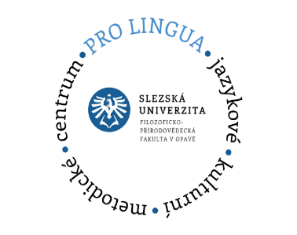 PRO LINGUA • jazykové • kulturní • metodické • centrum •
SLEZSKÁ
UNIVERZITA
FILOZOFICKO-
PŘÍRODOVĚDECKÁ
FAKULTA V OPAVĚ